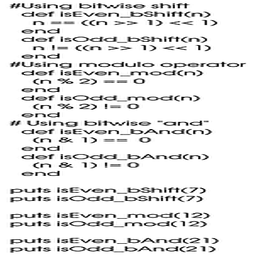 #Using bitwise shift
def isEven_bShift(n)
n == ((n >> 1) << 1)
end
def isOdd_bShift(n)
n != ((n >> 1) << 1)
end
#Using modulo operator
def isEven_mod(n)
(n % 2) == 0
end
def isOdd_mod(n)
(n % 2) != 0
end
# Using bitwise "and"
def isEven_bAnd(n)
(n & 1) == 0
end
def isOdd_bAnd(n)
(n & 1) != 0
end
puts isEven_bShift(7)
puts isOdd_bShift(7)
puts isEven_mod(12)
puts isOdd_mod(12)
puts isEven_bAnd(21)
puts isOdd_bAnd(21)